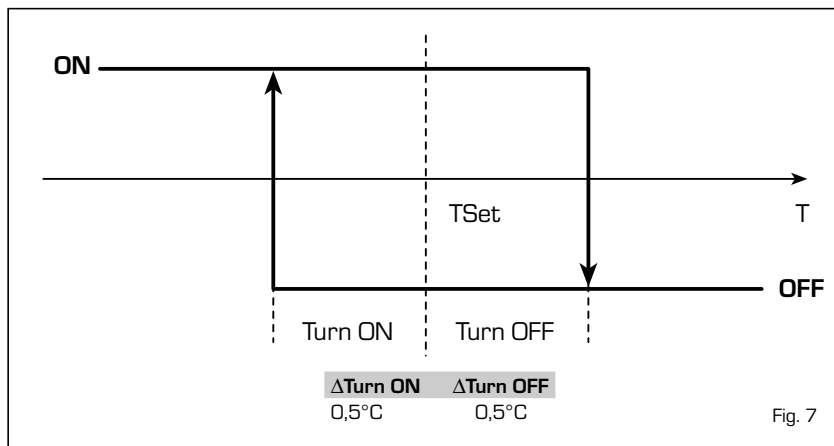 ON
TSet
T
OFF
Turn ON Turn OFF
ΔTurn ON ΔTurn OFF
0,5°C 0,5°C
Fig. 7